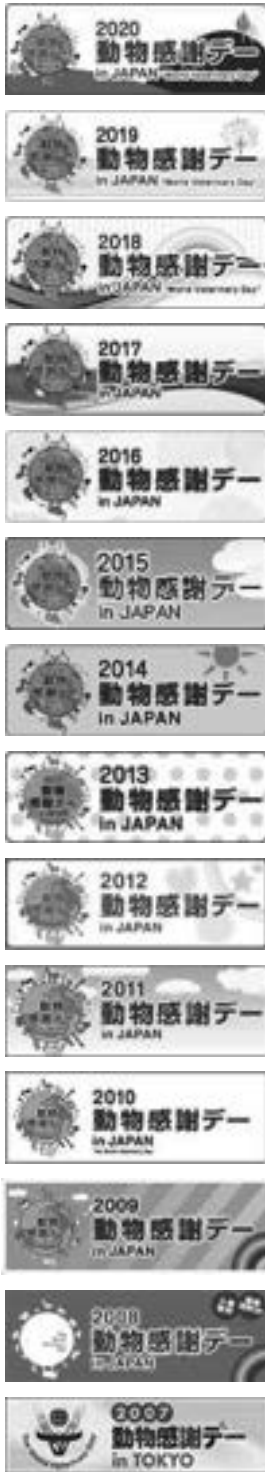 2020
動物感謝デー
in JAPAN "World Veterinary Day"
2019
動物感謝デー
in JAPAN "World Veterinary Day"
2018
動物感謝デー
in JAPAN "World Veterinary Day"
2017
動物感謝デー
in JAPAN
2016
動物感謝デー
in JAPAN
2015
動物感謝デー
in JAPAN
2014
動物感謝デー
in JAPAN
2013
動物感謝デー
in JAPAN
2012
動物感謝デー
in JAPAN
2011
動物感謝デー
in JAPAN
2010
動物感謝デー
in JAPAN
2009
動物感謝デー
in JAPAN
2008
動物感謝デー
in JAPAN
2007
動物感謝デー
in TOKYO